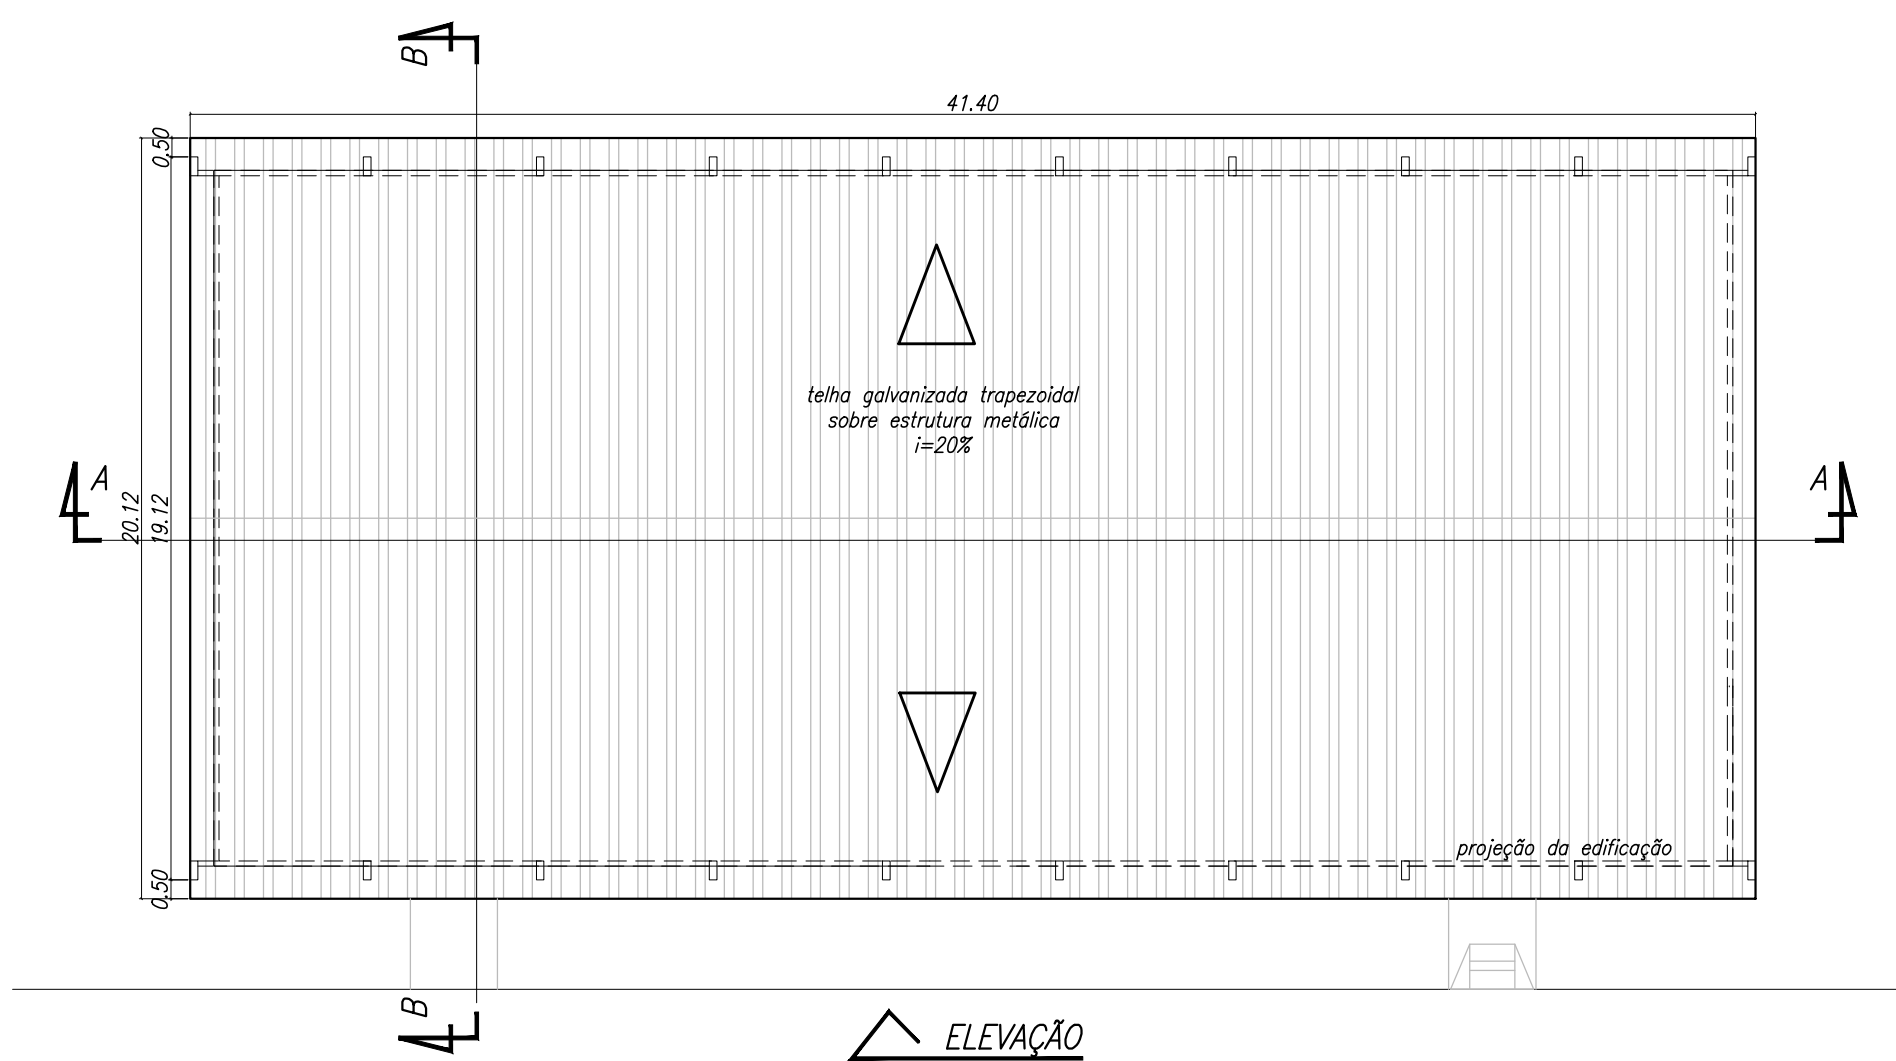 B
41.40
0.50
telha galvanizada trapezoidal
sobre estrutura metálica
i=20%
A
A
20.12
19.12
projeção da edificação
0.50
B
ELEVAÇÃO